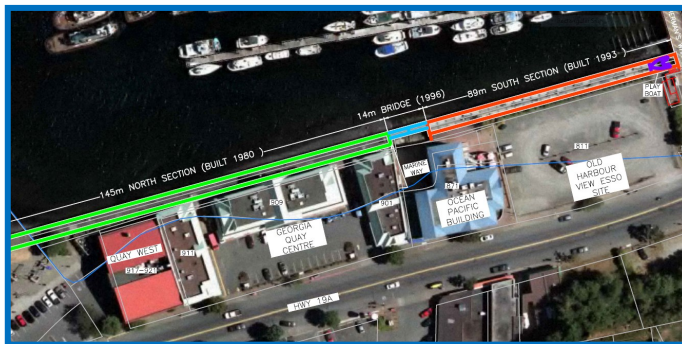 14m BRIDGE (1996)
89m SOUTH SECTION (BUILT 1993)
145m NORTH SECTION (BUILT 1980)
PLAY
BOAT
MARINE
WAY
811
OLD
HARBOUR
VIEW ESSO
SITE
871
OCEAN
PACIFIC
BUILDING
901
909
GEORGIA
QUAY
CENTRE
911
QUAY WEST
917-921
HWY 19A